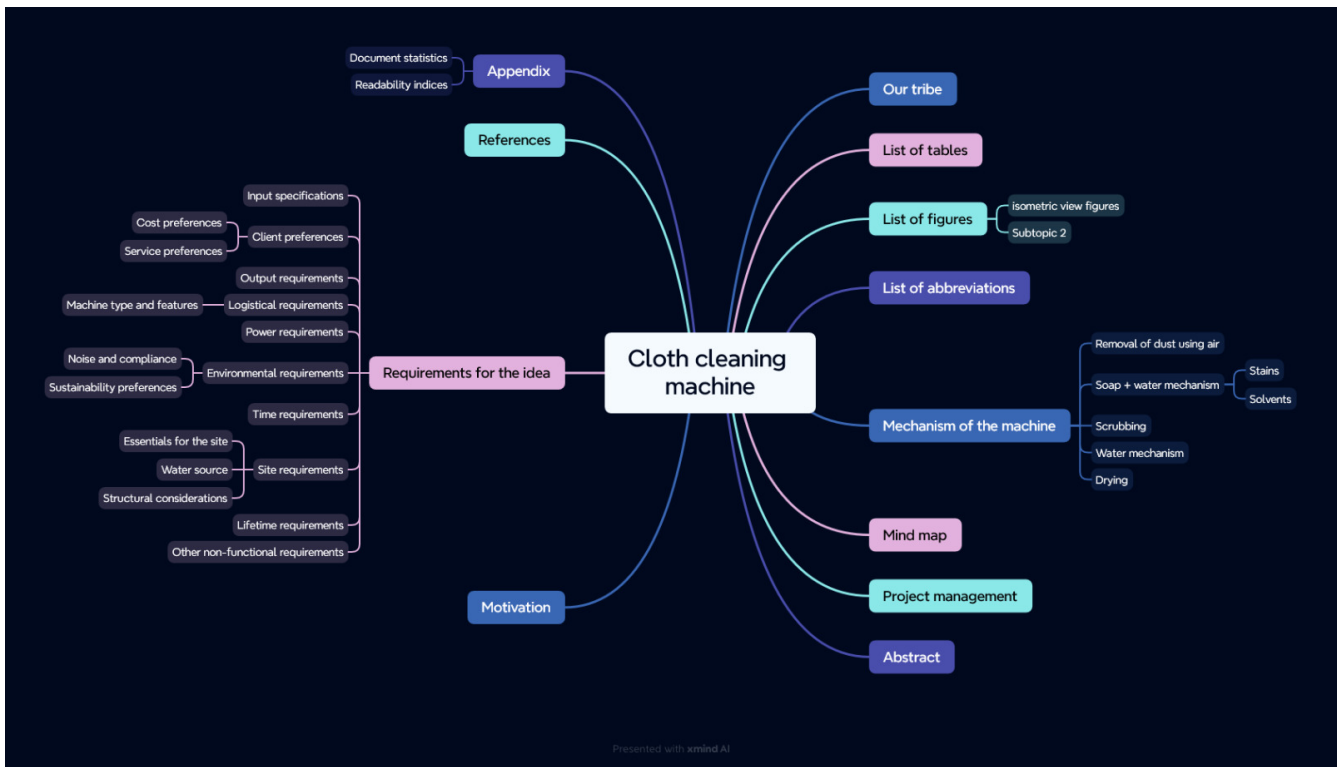 Cloth cleaning
machine
Our tribe
List of tables
List of figures
isometric view figures
Subtopic 2
List of abbreviations
Mechanism of the machine
Removal of dust using air
Soap + water mechanism
Stains
Solvents
Scrubbing
Water mechanism
Drying
Mind map
Project management
Abstract
Motivation
Requirements for the idea
Input specifications
Client preferences
Cost preferences
Service preferences
Output requirements
Logistical requirements
Machine type and features
Power requirements
Environmental requirements
Noise and compliance
Sustainability preferences
Time requirements
Site requirements
Essentials for the site
Water source
Structural considerations
Lifetime requirements
Other non-functional requirements
References
Appendix
Document statistics
Readability indices
Presented with xmind AI